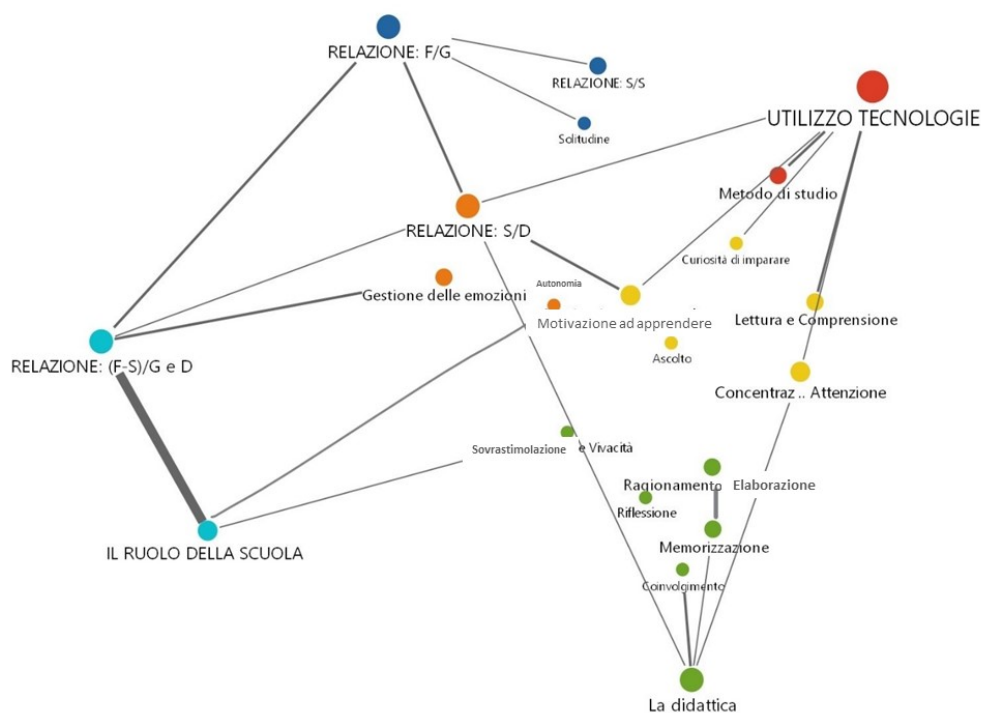 RELAZIONE: F/G
RELAZIONE: S/S
UTILIZZO TECNOLOGIE
Solitudine
Metodo di studio
RELAZIONE: S/D
Curiosità di imparare
Autonomia
Gestione delle emozioni
Motivazione ad apprendere
Lettura e Comprensione
Ascolto
RELAZIONE: (F-S)/G e D
Concentraz .. Attenzione
Sovrastimolazione e Vivacità
Ragionamento Elaborazione
Riflessione
IL RUOLO DELLA SCUOLA
Memorizzazione
Coinvolgimento
La didattica